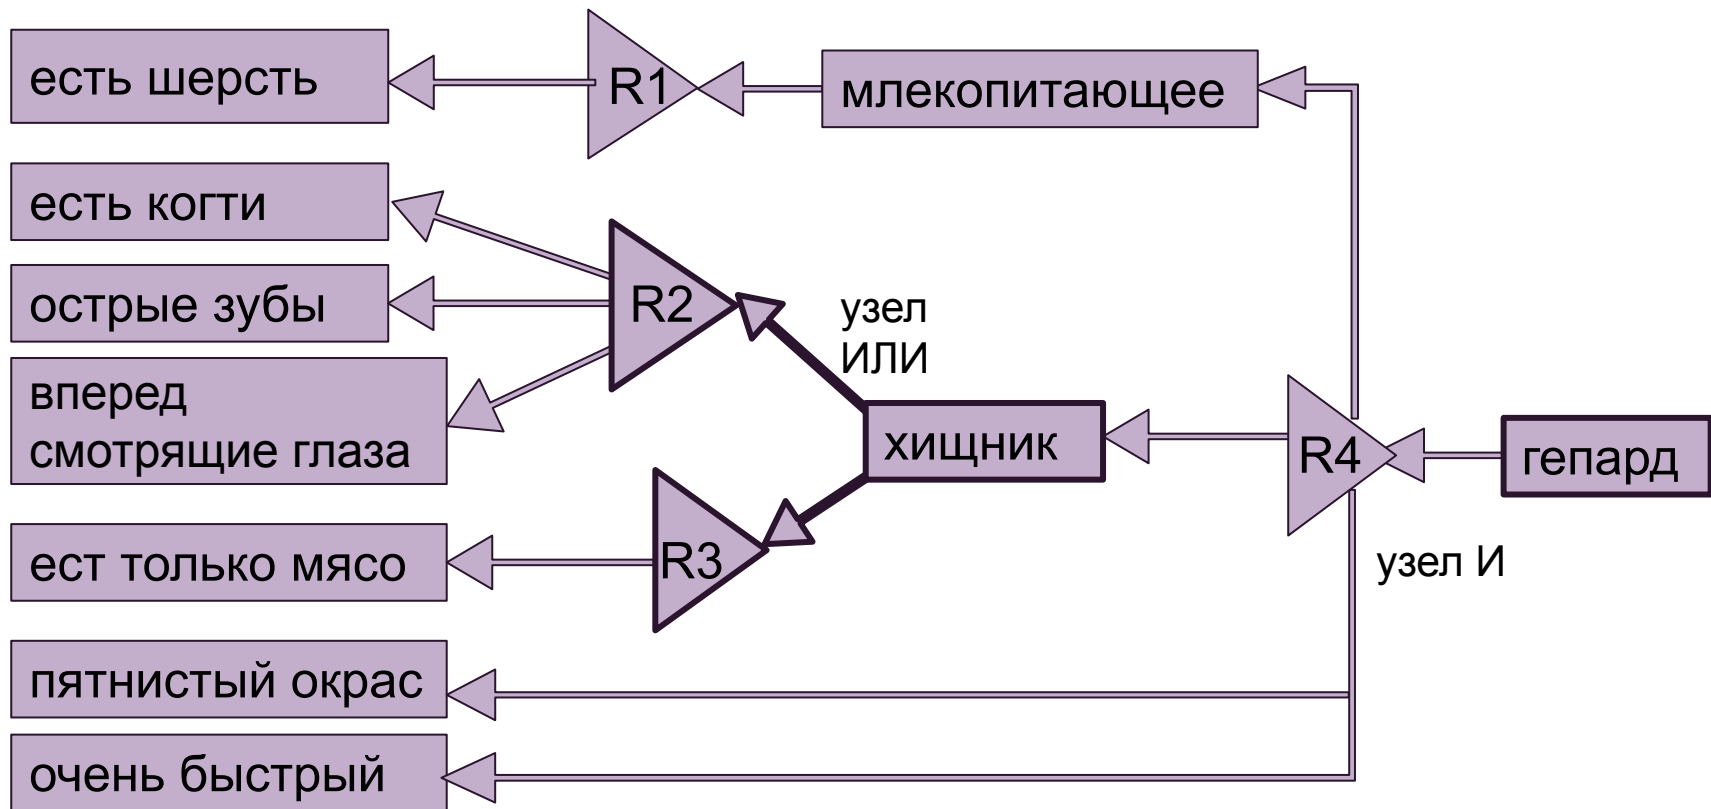 есть шерсть
R1
млекопитающее
есть когти
острые зубы
R2
узел
ИЛИ
вперед
смотрящие глаза
хищник
R4
гепард
ест только мясо
R3
узел И
пятнистый окрас
очень быстрый